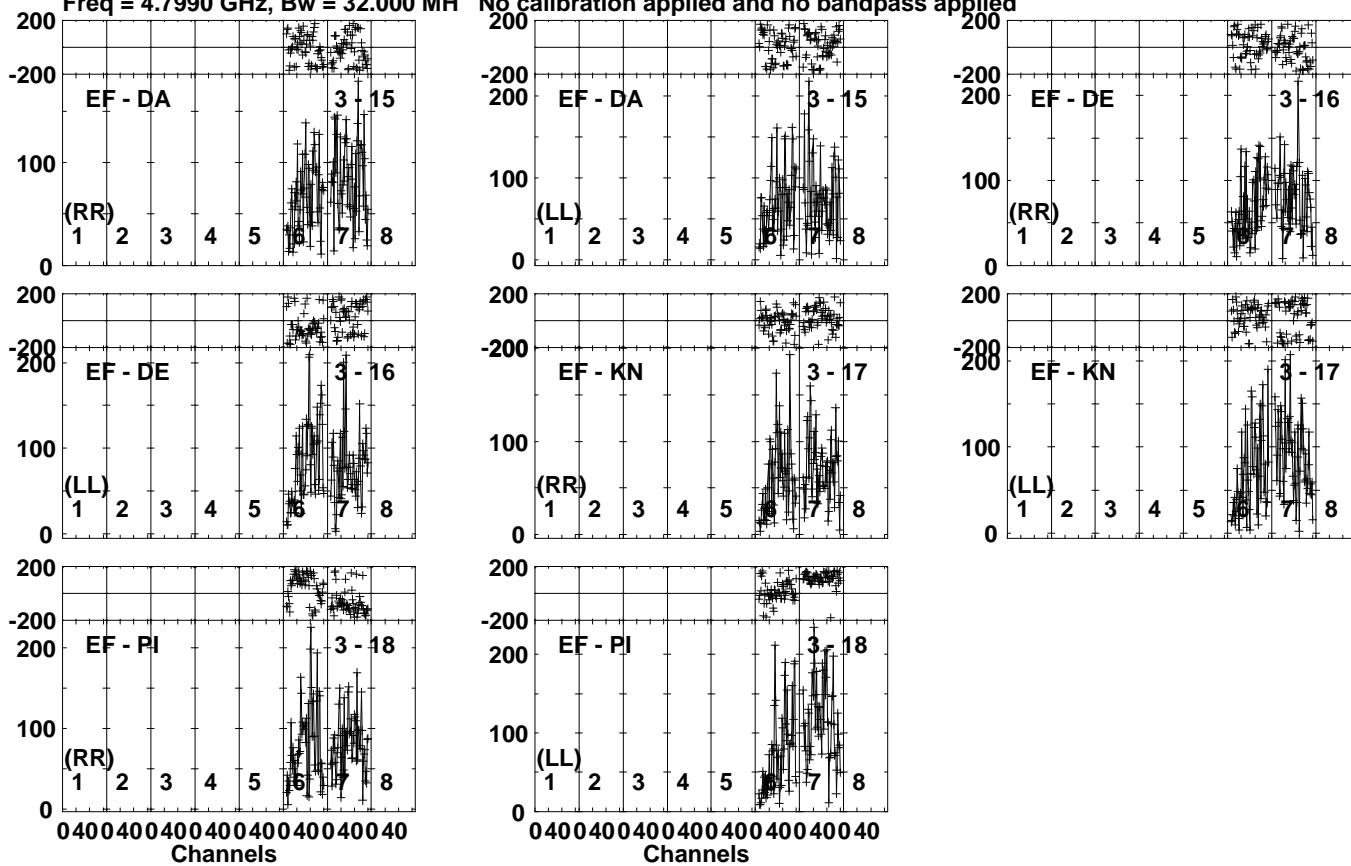 Freq = 4.7990 GHz, Bw = 32.000 MH No calibration applied and no bandpass applied
200
-200
EF - DA 3 - 15
100
(RR)
1 2 3 4 5 6 7 8
0
200
EF - DA 3 - 15
100
(LL)
1 2 3 4 5 6 7 8
0
-200
200
EF - DE 3 - 16
100
(RR)
1 2 3 4 5 6 7 8
0
200
-200
200
EF - DE 3 - 16
100
(LL)
1 2 3 4 5 6 7 8
0
200
-200
EF - KN 3 - 17
100
(RR)
1 2 3 4 5 6 7 8
0
200
-200
200
EF - KN 3 - 17
100
(LL)
1 2 3 4 5 6 7 8
0
200
-200
200
EF - PI 3 - 18
100
(RR)
1 2 3 4 5 6 7 8
0
0 40 0 40 0 40 0 40 0 40 0 40 0 40 0 40
Channels
200
-200
200
EF - PI 3 - 18
100
(LL)
1 2 3 4 5 6 7 8
0
0 40 0 40 0 40 0 40 0 40 0 40 0 40 0 40
Channels